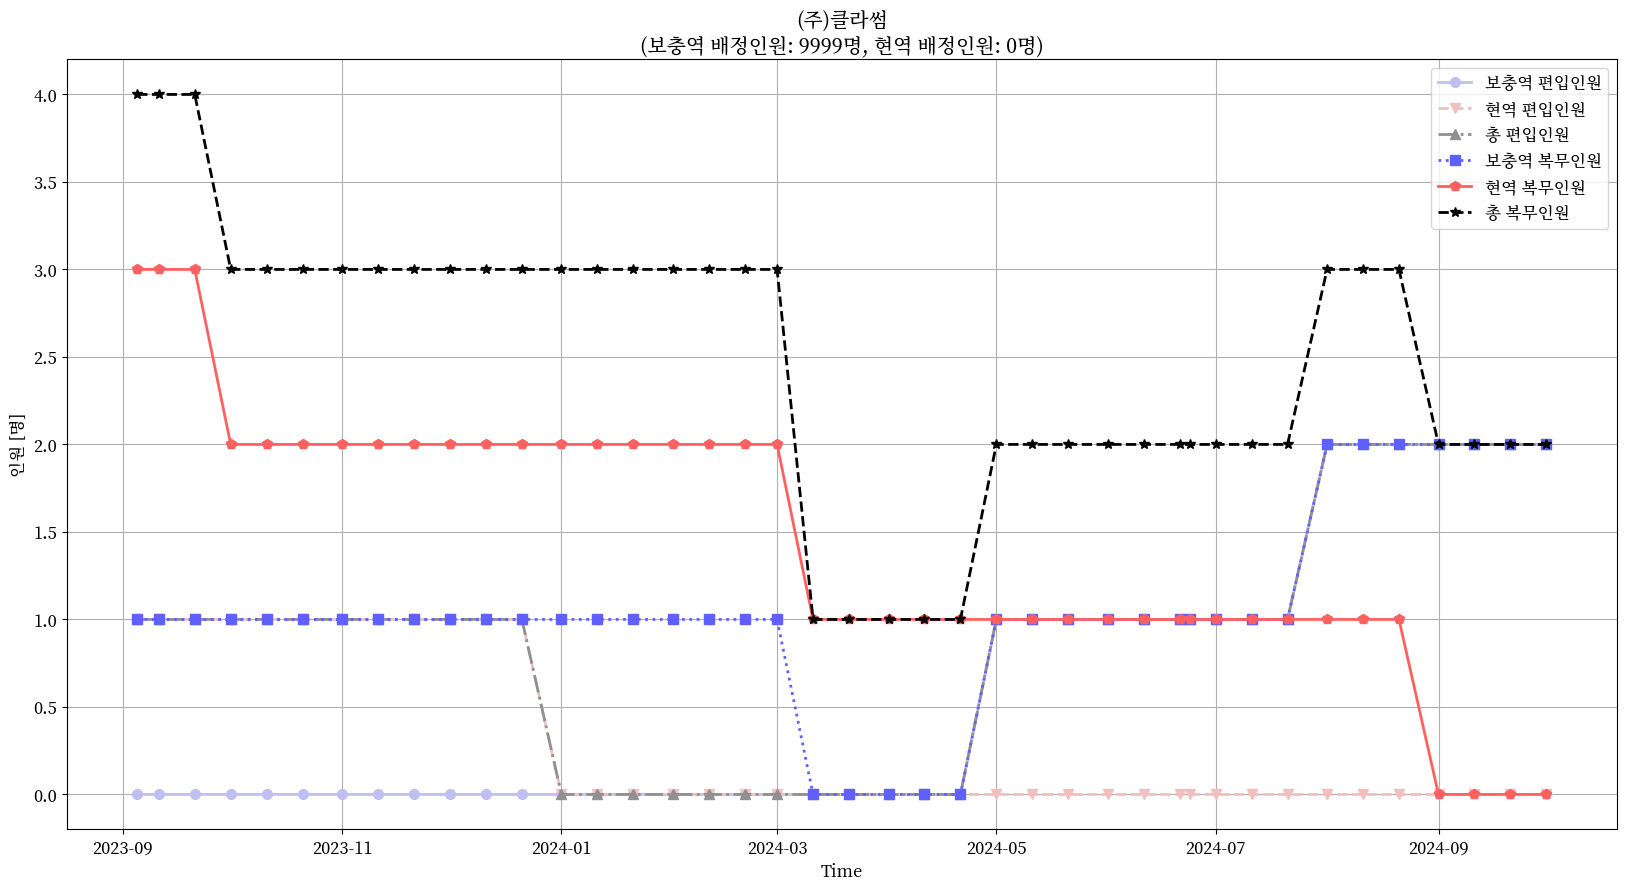 (주)클라썸
(보충역 배정인원: 9999명, 현역 배정인원: 0명)
보충역 편입인원
현역 편입인원
총 편입인원
보충역 복무인원
현역 복무인원
총 복무인원
인원 [명]
4.0
3.5
3.0
2.5
2.0
1.5
1.0
0.5
0.0
2023-09
2023-11
2024-01
2024-03
2024-05
2024-07
2024-09
Time